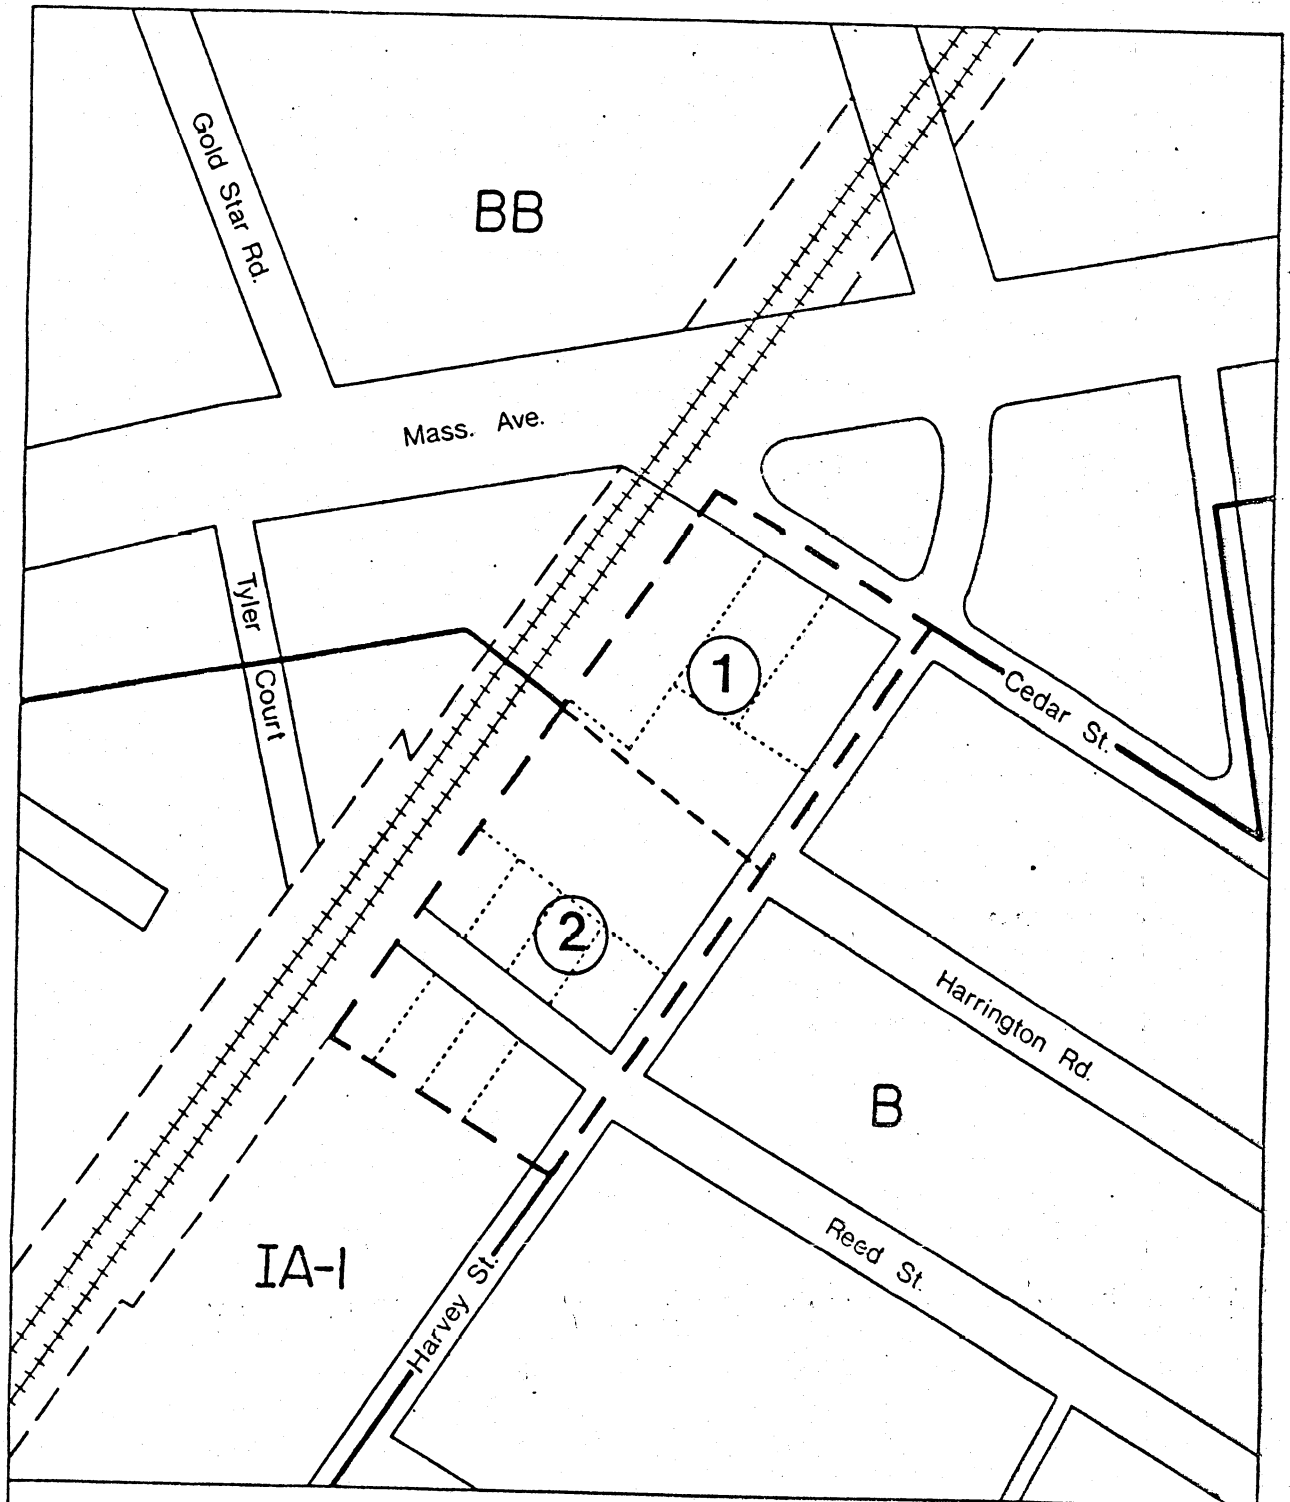 Gold Star Rd.
BB
Mass. Ave.
Tyler Court
1
Cedar St.
2
Harrington Rd.
B
Reed St.
IA-1
Harvey St.